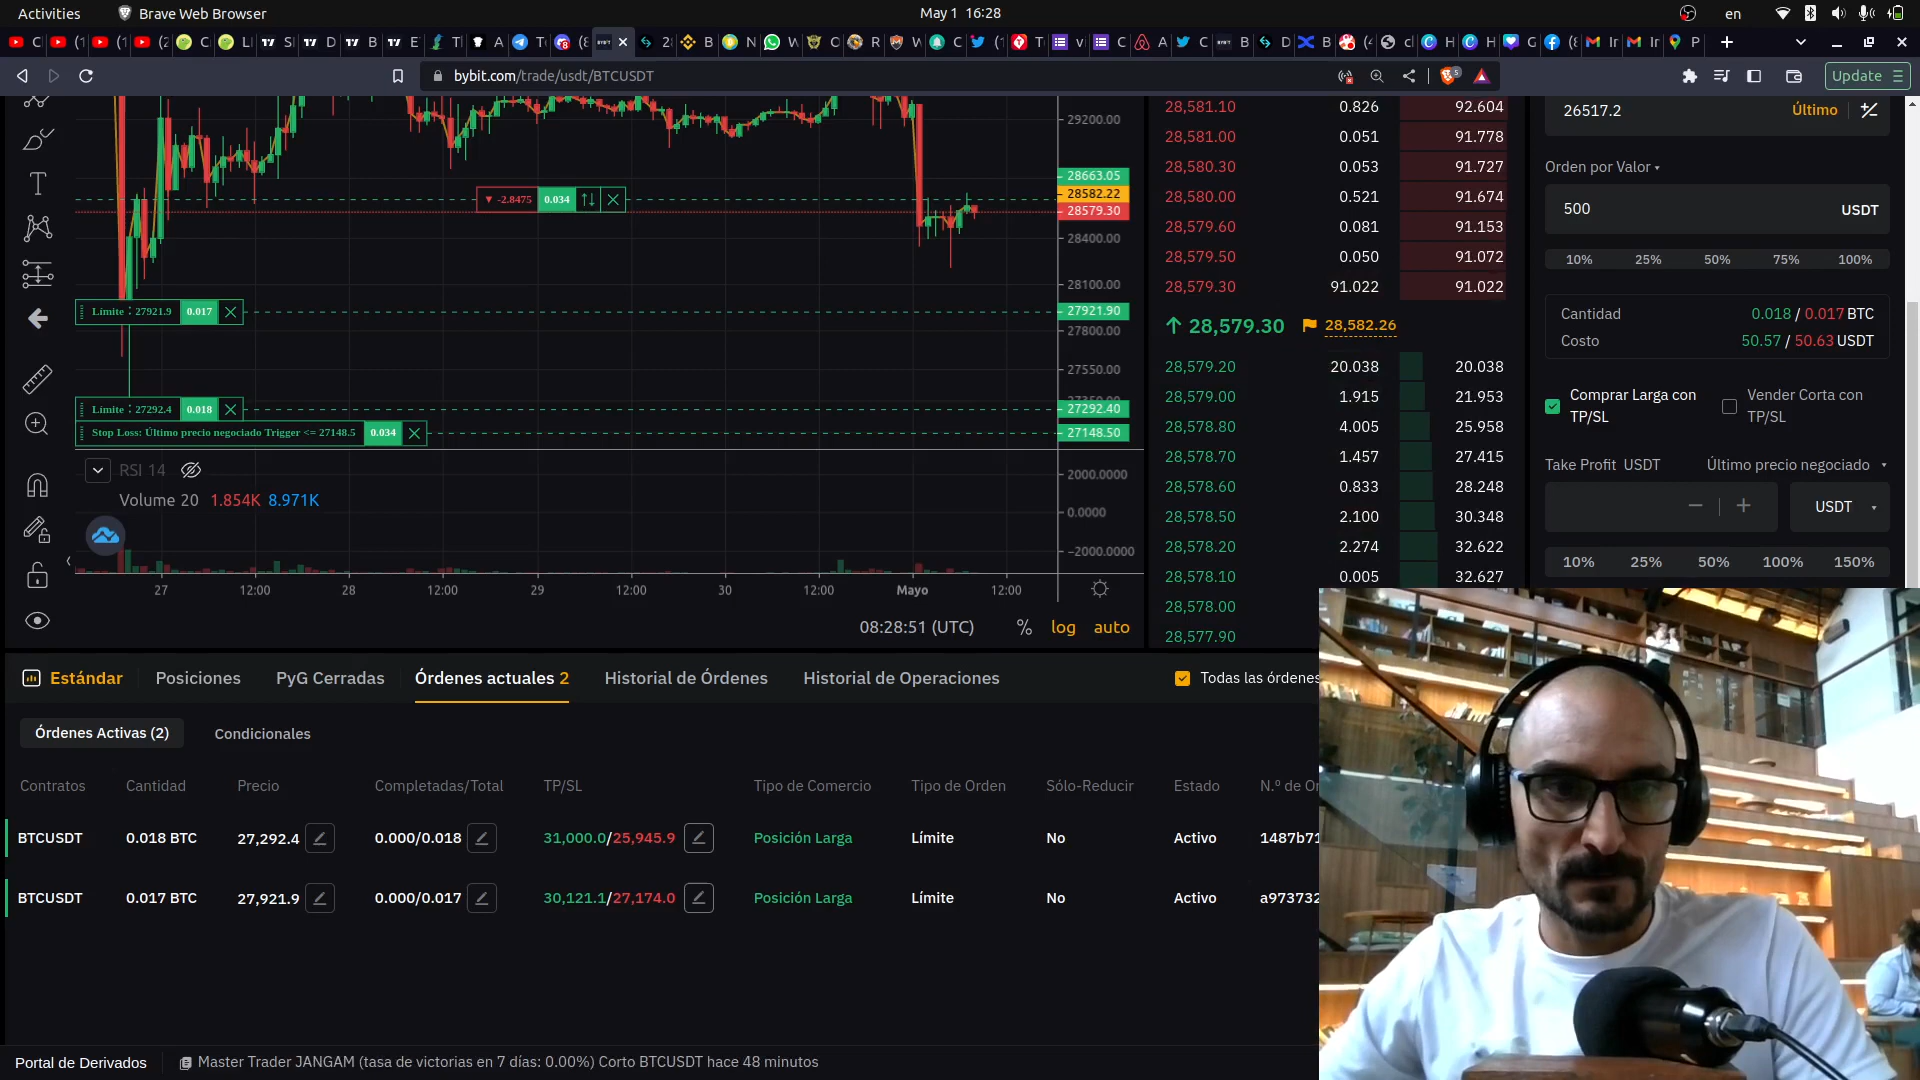 Activities
Brave Web Browser
May 1 16:28
en
bybit.com/trade/usdt/BTCUSDT
Update
29200.00
28663.05
28582.22
28579.30
28400.00
28100.00
27921.90
27800.00
27550.00
27292.40
27148.50
-2.8475 0.034
Límite : 27921.9 0.017
Límite : 27292.4 0.018
Stop Loss: Último precio negociado Trigger <= 27148.5 0.034
RSI 14
Volume 20 1.854K 8.971K
2000.0000
0.0000
−2000.0000
27 12:00 28 12:00 29 12:00 30 12:00 Mayo 12:00
08:28:51 (UTC) % log auto
28,581.10 0.826 92.604
28,581.00 0.051 91.778
28,580.30 0.053 91.727
28,580.00 0.521 91.674
28,579.60 0.081 91.153
28,579.50 0.050 91.072
28,579.30 91.022 91.022
28,579.30 28,582.26
28,579.20 20.038 20.038
28,579.00 1.915 21.953
28,578.80 4.005 25.958
28,578.70 1.457 27.415
28,578.60 0.833 28.248
28,578.50 2.100 30.348
28,578.20 2.274 32.622
28,578.10 0.005 32.627
28,578.00
28,577.90
26517.2 Último
Orden por Valor
500 USDT
10% 25% 50% 75% 100%
Cantidad 0.018 / 0.017 BTC
Costo 50.57 / 50.63 USDT
Comprar Larga con TP/SL
Vender Corta con TP/SL
Take Profit USDT Último precio negociado
USDT
10% 25% 50% 100% 150%
Estándar Posiciones PyG Cerradas Órdenes actuales 2 Historial de Órdenes Historial de Operaciones Todas las órdenes
Órdenes Activas (2) Condicionales
Contratos Cantidad Precio Completadas/Total TP/SL Tipo de Comercio Tipo de Orden Sólo-Reducir Estado N.º de Or
BTCUSDT 0.018 BTC 27,292.4 0.000/0.018 31,000.0/25,945.9 Posición Larga Límite No Activo 1487b71
BTCUSDT 0.017 BTC 27,921.9 0.000/0.017 30,121.1/27,174.0 Posición Larga Límite No Activo a973732
Portal de Derivados Master Trader JANGAM (tasa de victorias en 7 días: 0.00%) Corto BTCUSDT hace 48 minutos